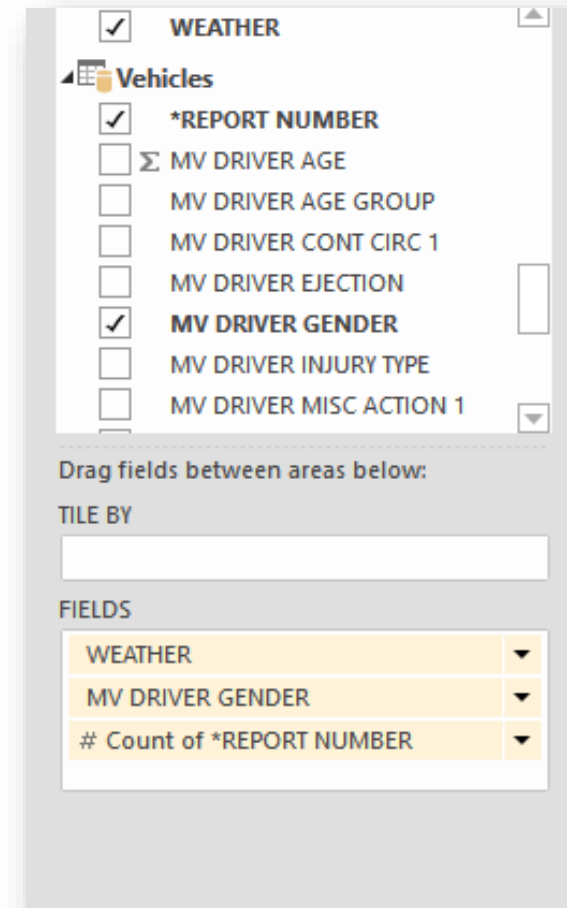 WEATHER
Vehicles
*REPORT NUMBER
Σ MV DRIVER AGE
MV DRIVER AGE GROUP
MV DRIVER CONT CIRC 1
MV DRIVER EJECTION
MV DRIVER GENDER
MV DRIVER INJURY TYPE
MV DRIVER MISC ACTION 1
Drag fields between areas below:
TILE BY
FIELDS
WEATHER
MV DRIVER GENDER
# Count of *REPORT NUMBER